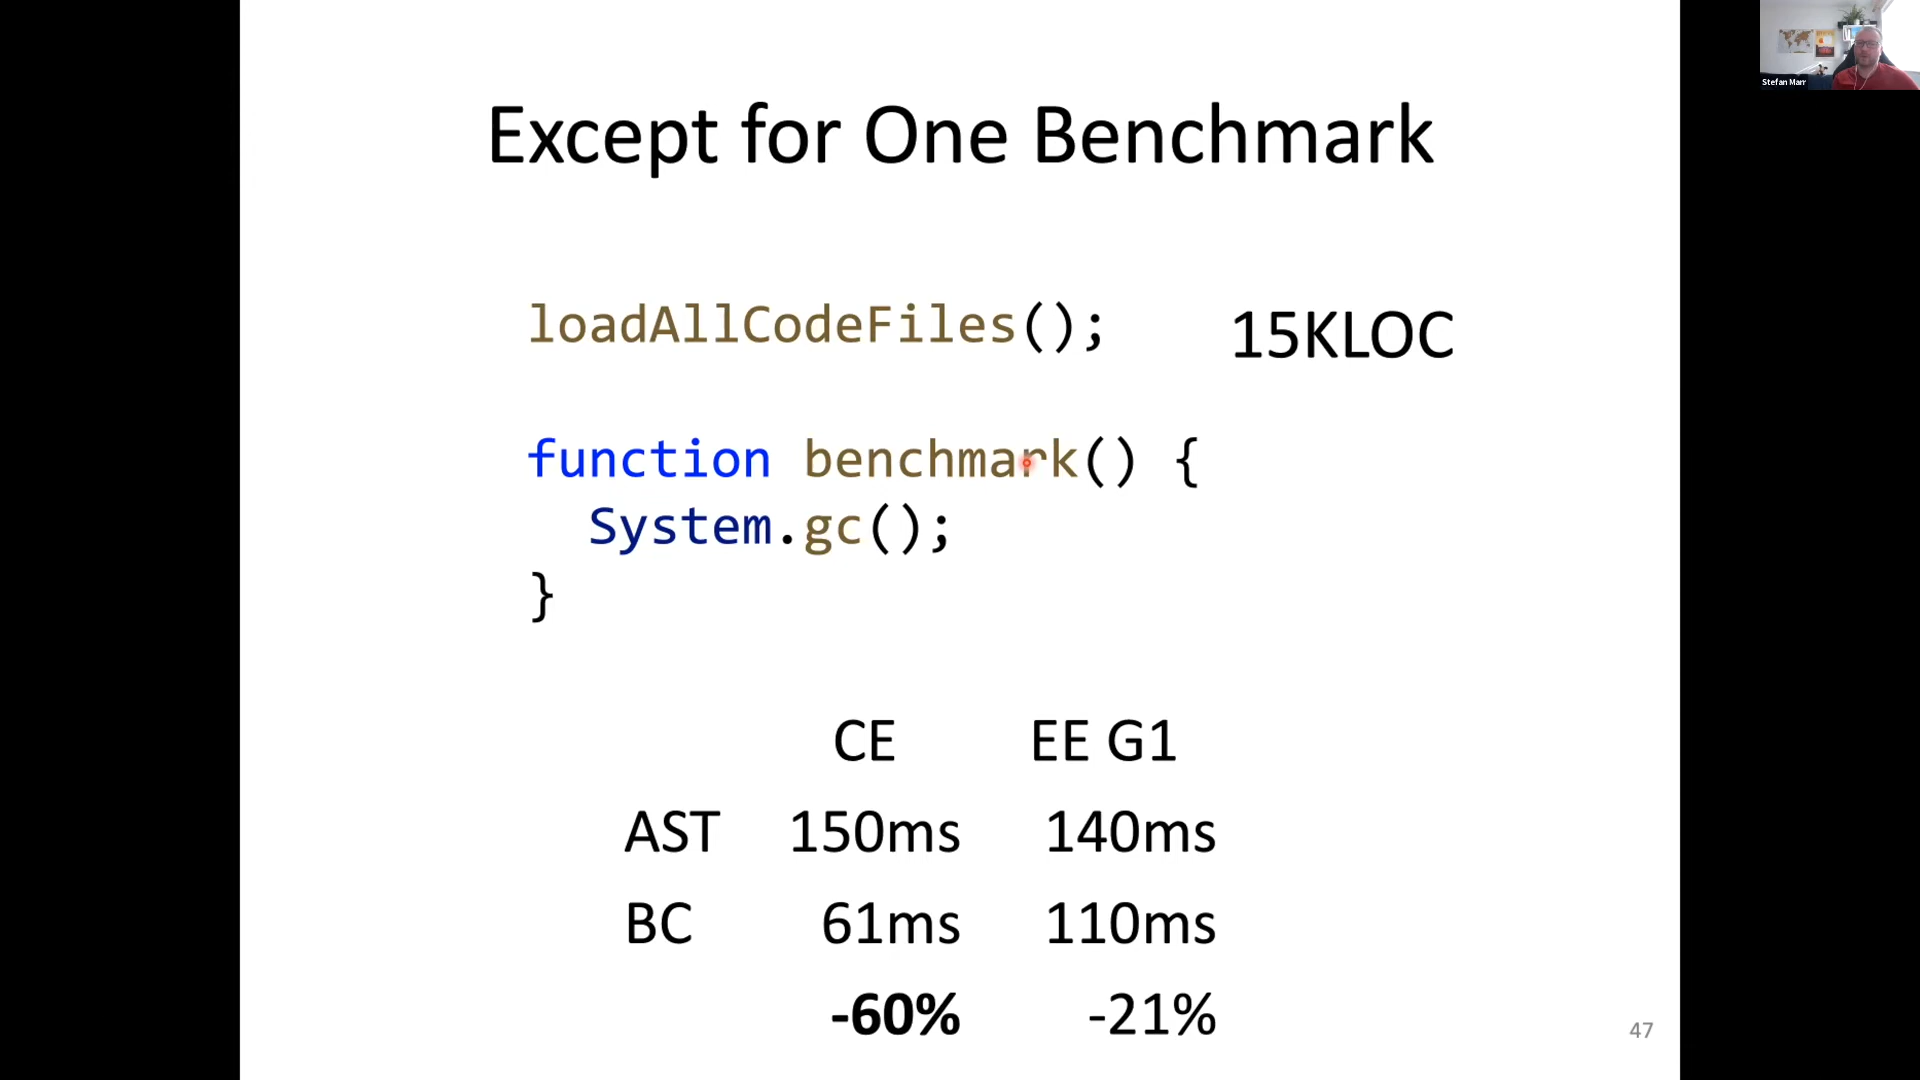 Except for One Benchmark
loadAllCodeFiles(); 15KLOC
function benchmark() {
System.gc();
}
CE EE G1
AST 150ms 140ms
BC 61ms 110ms
-60% -21%
47
Stefan Marr